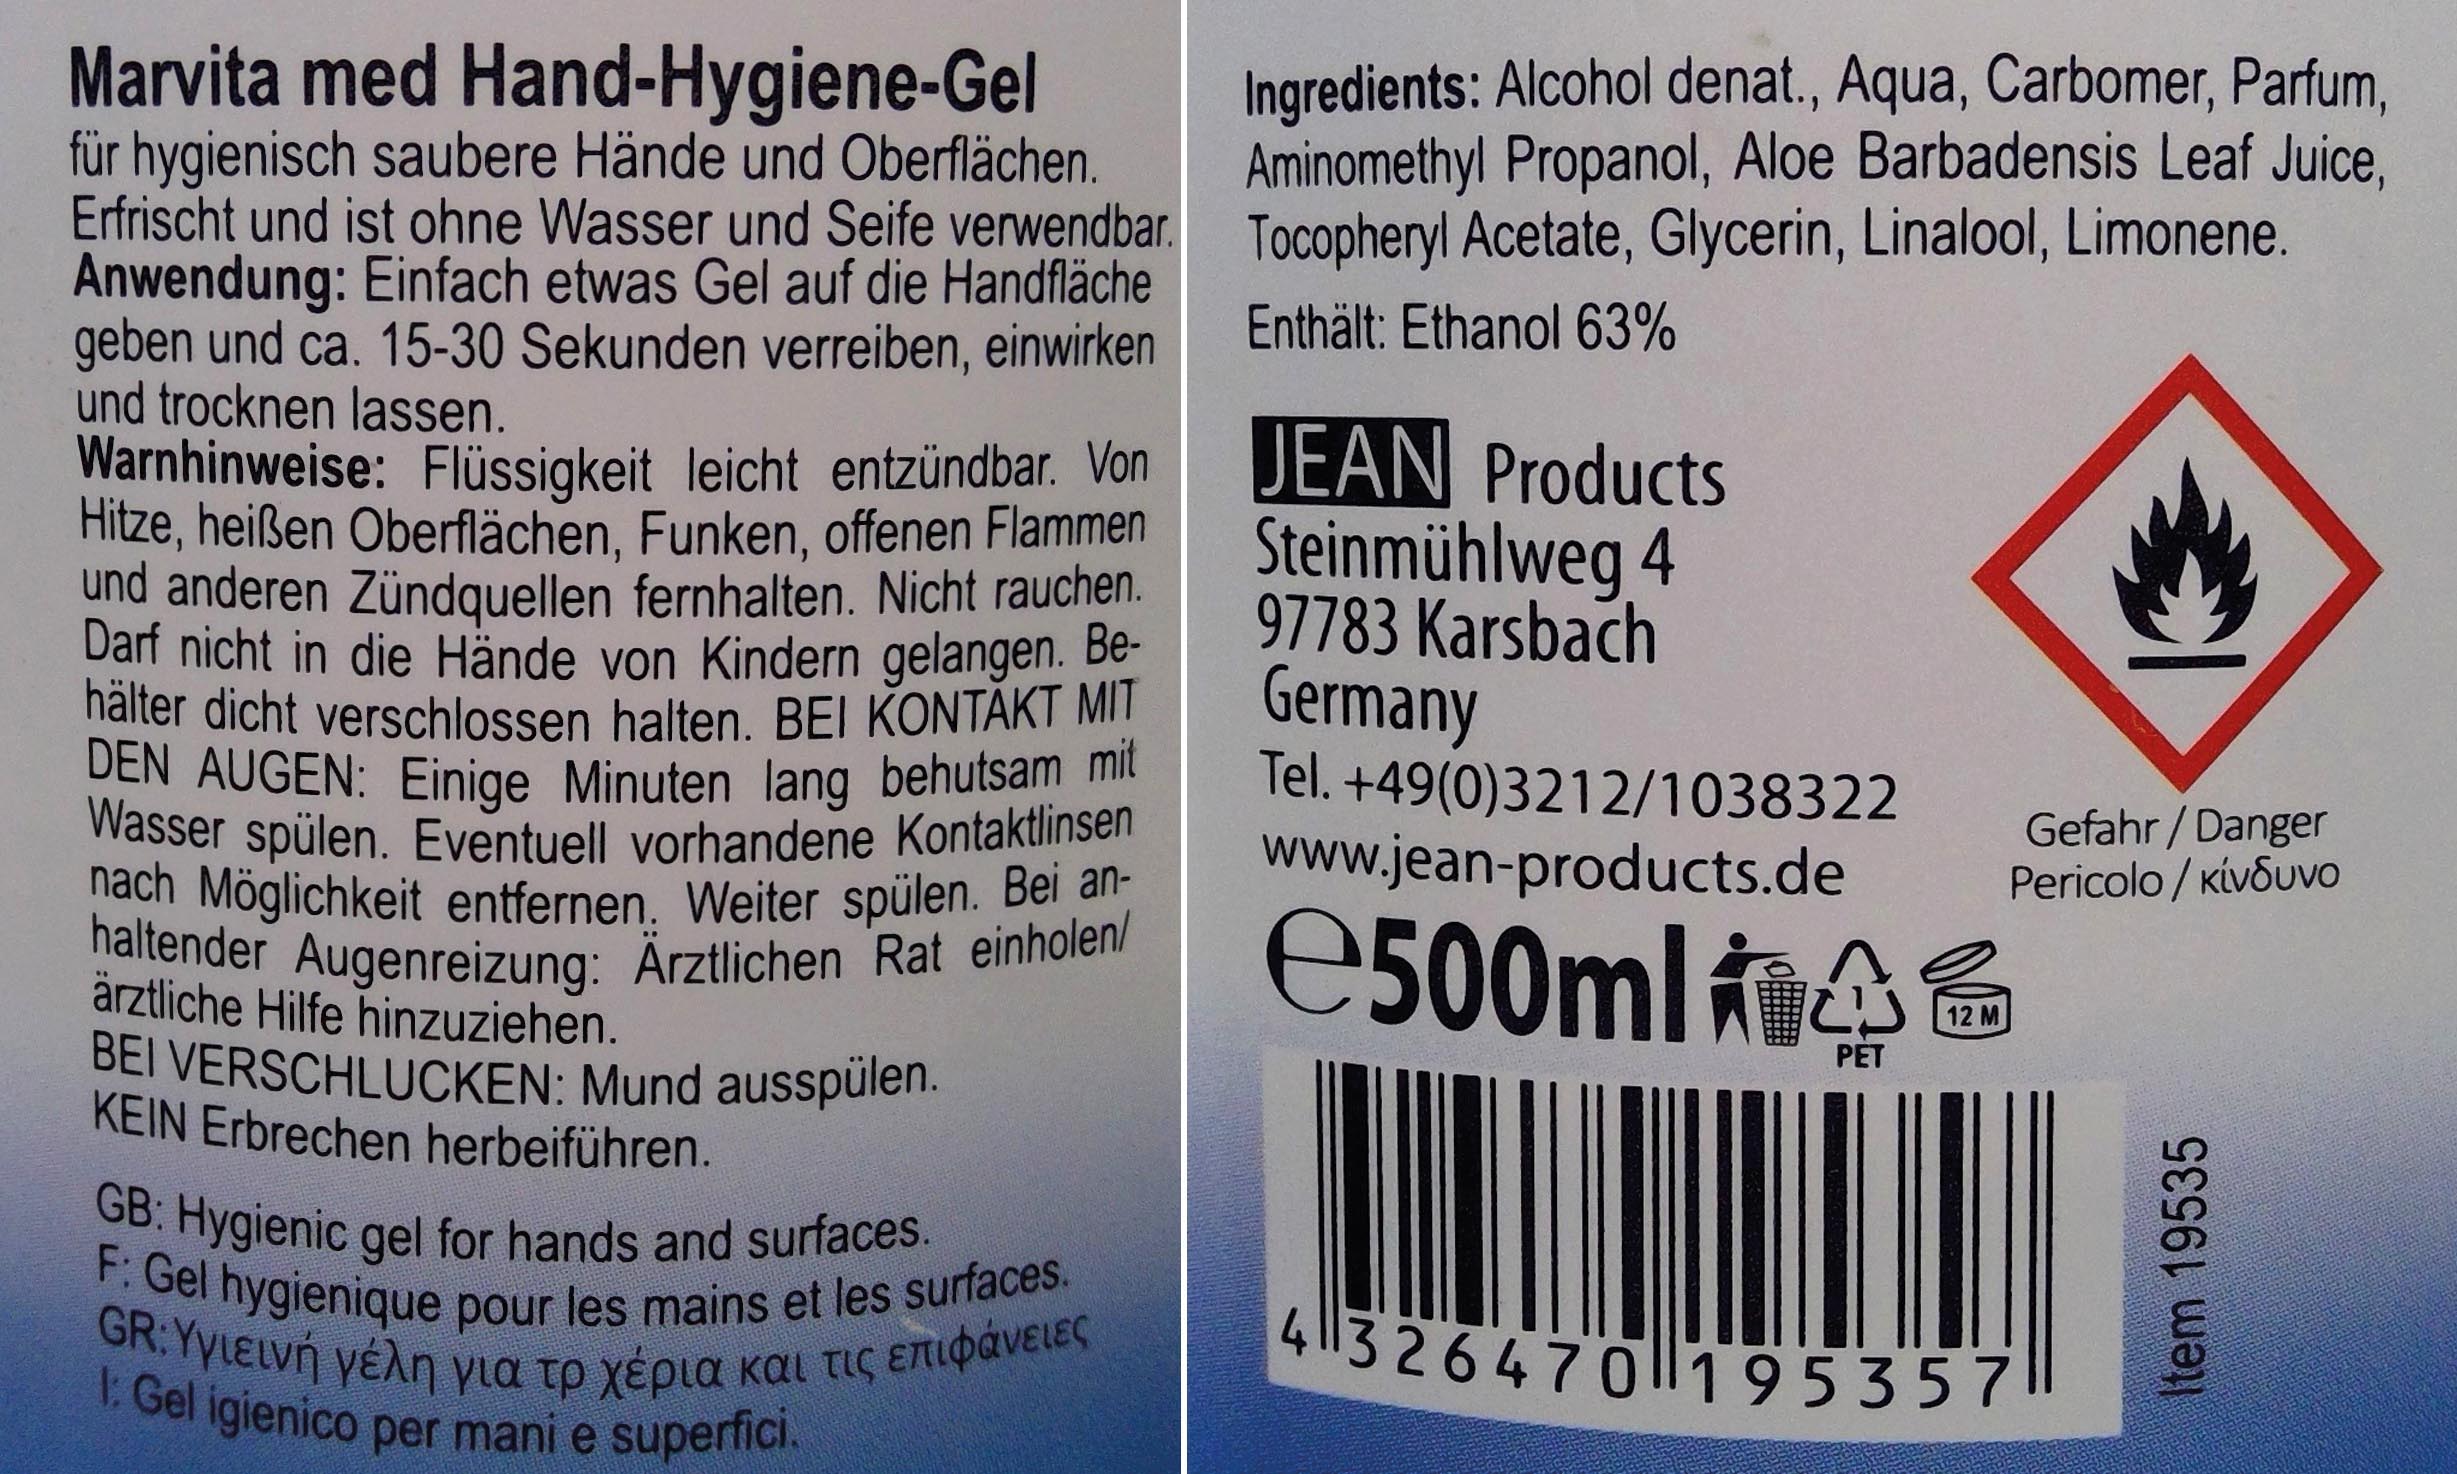 Marvita med Hand-Hygiene-Gel
für hygienisch saubere Hände und Oberflächen.
Erfrischt und ist ohne Wasser und Seife verwendbar.
Anwendung: Einfach etwas Gel auf die Handfläche
geben und ca. 15-30 Sekunden verreiben, einwirken
und trocknen lassen.
Warnhinweise: Flüssigkeit leicht entzündbar. Von
Hitze, heißen Oberflächen, Funken, offenen Flammen
und anderen Zündquellen fernhalten. Nicht rauchen.
Darf nicht in die Hände von Kindern gelangen. Be-
hälter dicht verschlossen halten. BEI KONTAKT MIT
DEN AUGEN: Einige Minuten lang behutsam mit
Wasser spülen. Eventuell vorhandene Kontaktlinsen
nach Möglichkeit entfernen. Weiter spülen. Bei an-
haltender Augenreizung: Ärztlichen Rat einholen/
ärztliche Hilfe hinzuziehen.
BEI VERSCHLUCKEN: Mund ausspülen.
KEIN Erbrechen herbeiführen.
GB: Hygienic gel for hands and surfaces.
F: Gel hygienique pour les mains et les surfaces.
GR: Υγιεινή γέλη για τρ χέρια και τις επιφάνειες
I: Gel igienico per mani e superfici.
Ingredients: Alcohol denat., Aqua, Carbomer, Parfum,
Aminomethyl Propanol, Aloe Barbadensis Leaf Juice,
Tocopheryl Acetate, Glycerin, Linalool, Limonene.
Enthält: Ethanol 63%
JEAN Products
Steinmühlweg 4
97783 Karsbach
Germany
Tel. +49(0)3212/1038322
www.jean-products.de
Gefahr / Danger
Pericolo / κίνδυνο
e500ml 1 12 M
PET
4 326470 195357
Item 19535